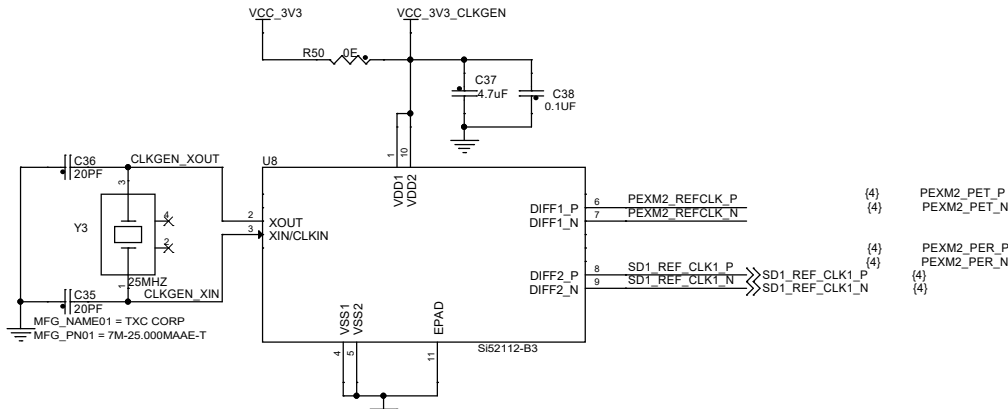 VCC_3V3
VCC_3V3_CLKGEN
R50
0E
C37
4.7uF
C38
0.1UF
C36
20PF
CLKGEN_XOUT
3
Y3
4
2
25MHZ
1
C35
20PF
CLKGEN_XIN
MFG_NAME01 = TXC CORP
MFG_PN01 = 7M-25.000MAAE-T
U8
1
10
VDD1
VDD2
2
XOUT
3
XIN/CLKIN
DIFF1_P
6
PEXM2_REFCLK_P
DIFF1_N
7
PEXM2_REFCLK_N
DIFF2_P
8
SD1_REF_CLK1_P
SD1_REF_CLK1_P
{4}
DIFF2_N
9
SD1_REF_CLK1_N
SD1_REF_CLK1_N
{4}
VSS1
VSS2
EPAD
4
5
11
Si52112-B3
{4}
PEXM2_PET_P
{4}
PEXM2_PET_N
{4}
PEXM2_PER_P
{4}
PEXM2_PER_N